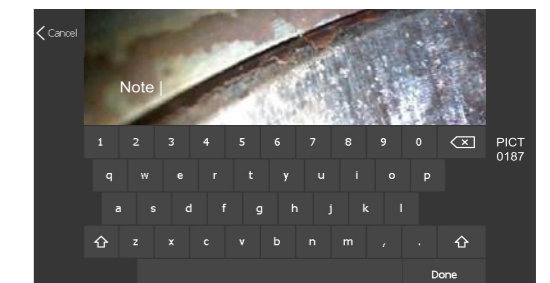 Cancel
Note
1 2 3 4 5 6 7 8 9 0
PICT
0187
q w e r t y u i o p
a s d f g h j k l
z x c v b n m , .
Done